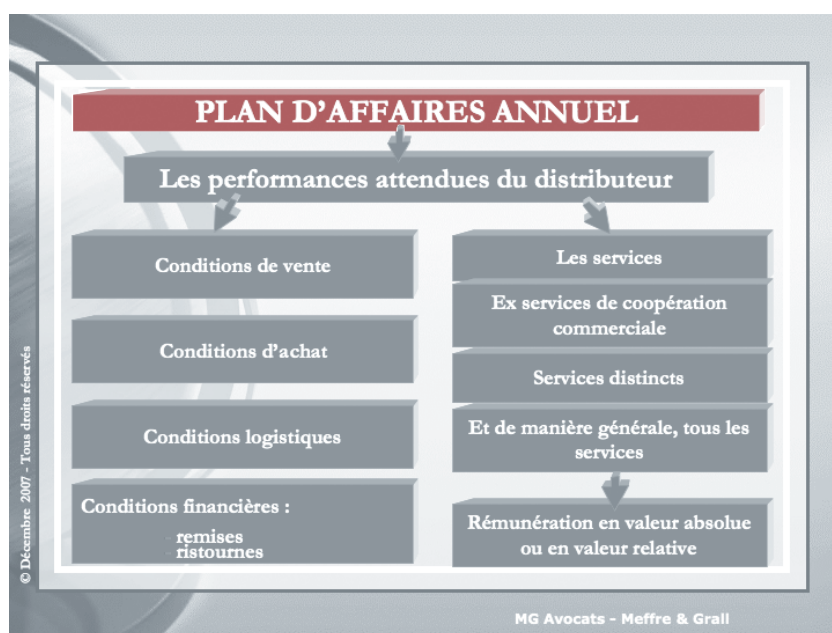 PLAN D'AFFAIRES ANNUEL
Les performances attendues du distributeur
Conditions de vente
Conditions d'achat
Conditions logistiques
Conditions financières :
- remises
- ristournes
Les services
Ex services de coopération
commerciale
Services distincts
Et de manière générale, tous les
services
Rémunération en valeur absolue
ou en valeur relative
© Décembre 2007 - Tous droits réservés
MG Avocats - Meffre & Grall